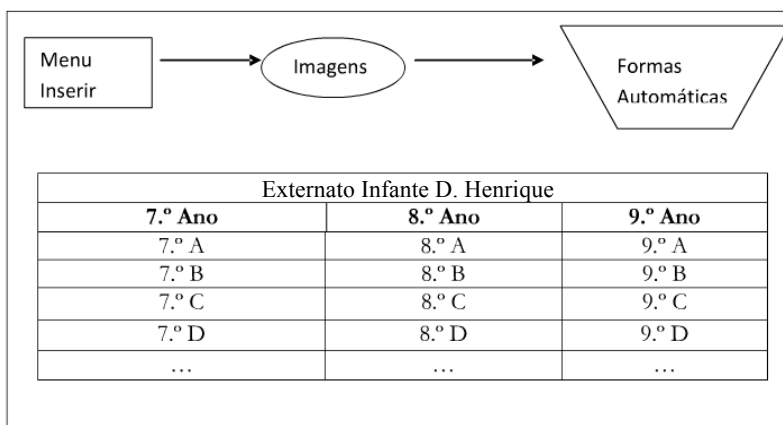 Menu
Inserir
Imagens
Formas
Automáticas
Externato Infante D. Henrique
7.º Ano 8.º Ano 9.º Ano
7.º A 8.º A 9.º A
7.º B 8.º B 9.º B
7.º C 8.º C 9.º C
7.º D 8.º D 9.º D
... ... ...